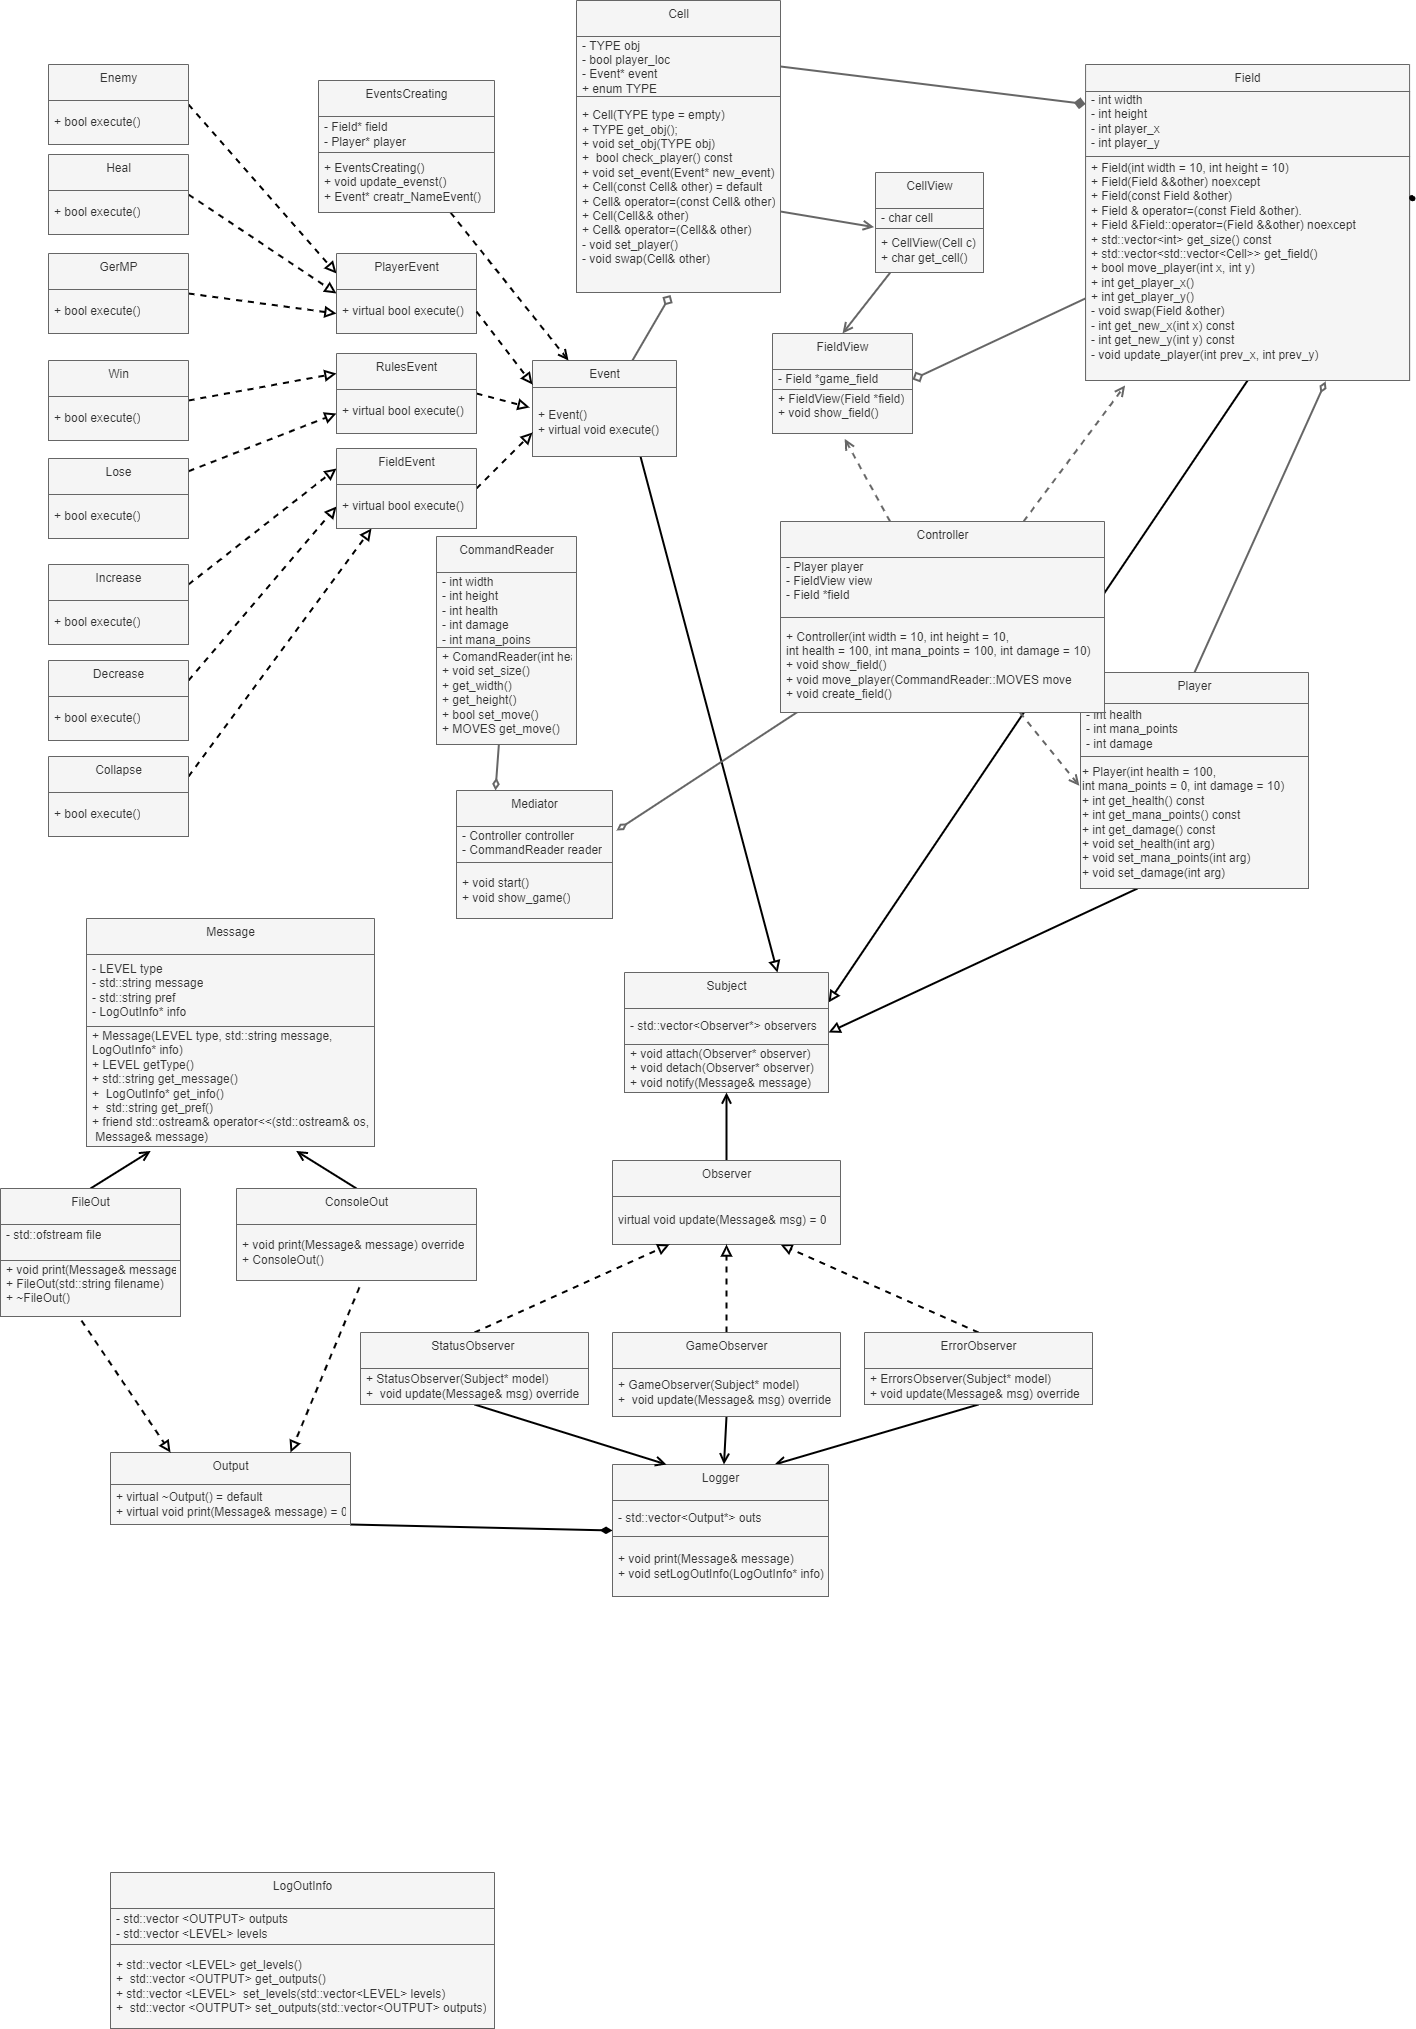 Cell
- TYPE obj
- bool player_loc
- Event* event
+ enum TYPE
+ Cell(TYPE type = empty)
+ TYPE get_obj();
+ void set_obj(TYPE obj)
+  bool check_player() const
+ void set_event(Event* new_event)
+ Cell(const Cell& other) = default
+ Cell& operator=(const Cell& other)
+ Cell(Cell&& other)
+ Cell& operator=(Cell&& other)
- void set_player()
- void swap(Cell& other)
Field
- int width
- int height
- int player_x
- int player_y
+ Field(int width = 10, int height = 10)
+ Field(Field &&other) noexcept
+ Field(const Field &other)
+ Field & operator=(const Field &other).
+ Field &Field::operator=(Field &&other) noexcept
+ std::vector<int> get_size() const
+ std::vector<std::vector<Cell>> get_field()
+ bool move_player(int x, int y)
+ int get_player_x()
+ int get_player_y()
- void swap(Field &other)
- int get_new_x(int x) const
- int get_new_y(int y) const
- void update_player(int prev_x, int prev_y)
Enemy
+ bool execute()
EventsCreating
- Field* field
- Player* player
+ EventsCreating()
+ void update_evenst()
+ Event* creatr_NameEvent()
Heal
+ bool execute()
CellView
- char cell
+ CellView(Cell c)
+ char get_cell()
GerMP
+ bool execute()
PlayerEvent
+ virtual bool execute()
FieldView
- Field *game_field
+ FieldView(Field *field)
+ void show_field()
Win
+ bool execute()
RulesEvent
+ virtual bool execute()
Event
+ Event()
+ virtual void execute()
Lose
+ bool execute()
FieldEvent
+ virtual bool execute()
Increase
+ bool execute()
CommandReader
- int width
- int height
- int health
- int damage
- int mana_poins
+ ComandReader(int hea
+ void set_size()
+ get_width()
+ get_height()
+ bool set_move()
+ MOVES get_move()
Controller
- Player player
- FieldView view
- Field *field
+ Controller(int width = 10, int height = 10,
int health = 100, int mana_points = 100, int damage = 10)
+ void show_field()
+ void move_player(CommandReader::MOVES move
+ void create_field()
Decrease
+ bool execute()
Player
- int health
- int mana_points
- int damage
+ Player(int health = 100,
int mana_points = 0, int damage = 10)
+ int get_health() const
+ int get_mana_points() const
+ int get_damage() const
+ void set_health(int arg)
+ void set_mana_points(int arg)
+ void set_damage(int arg)
Collapse
+ bool execute()
Mediator
- Controller controller
- CommandReader reader
+ void start()
+ void show_game()
Message
- LEVEL type
- std::string message
- std::string pref
- LogOutInfo* info
+ Message(LEVEL type, std::string message,
LogOutInfo* info)
+ LEVEL getType()
+ std::string get_message()
+  LogOutInfo* get_info()
+  std::string get_pref()
+ friend std::ostream& operator<<(std::ostream& os,
Message& message)
Subject
- std::vector<Observer*> observers
+ void attach(Observer* observer)
+ void detach(Observer* observer)
+ void notify(Message& message)
FileOut
- std::ofstream file
+ void print(Message& message
+ FileOut(std::string filename)
+ ~FileOut()
ConsoleOut
+ void print(Message& message) override
+ ConsoleOut()
Observer
virtual void update(Message& msg) = 0
StatusObserver
+ StatusObserver(Subject* model)
+  void update(Message& msg) override
GameObserver
+ GameObserver(Subject* model)
+  void update(Message& msg) override
ErrorObserver
+ ErrorsObserver(Subject* model)
+ void update(Message& msg) override
Output
+ virtual ~Output() = default
+ virtual void print(Message& message) = 0
Logger
- std::vector<Output*> outs
+ void print(Message& message)
+ void setLogOutInfo(LogOutInfo* info)
LogOutInfo
- std::vector <OUTPUT> outputs
- std::vector <LEVEL> levels
+ std::vector <LEVEL> get_levels()
+  std::vector <OUTPUT> get_outputs()
+ std::vector <LEVEL>  set_levels(std::vector<LEVEL> levels)
+  std::vector <OUTPUT> set_outputs(std::vector<OUTPUT> outputs)